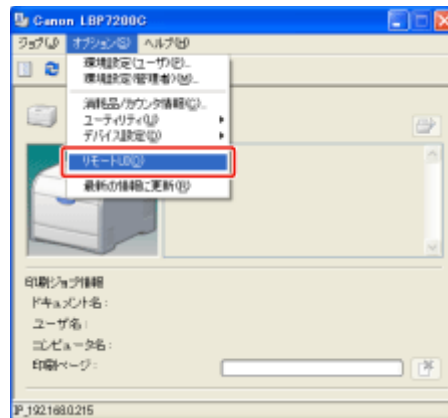 Canon LBP7200C
ジョブ(J) オプション(S) ヘルプ(H)
環境設定(ユーザ)(P)...
環境設定(管理者)(M)...
消耗品/カウンタ情報(C)...
ユーティリティ(U)
デバイス設定(D)
リモートUI(I)
最新の情報に更新(R)
印刷ジョブ情報
ドキュメント名:
ユーザ名:
コンピュータ名:
印刷ページ:
IP_192.168.0.215